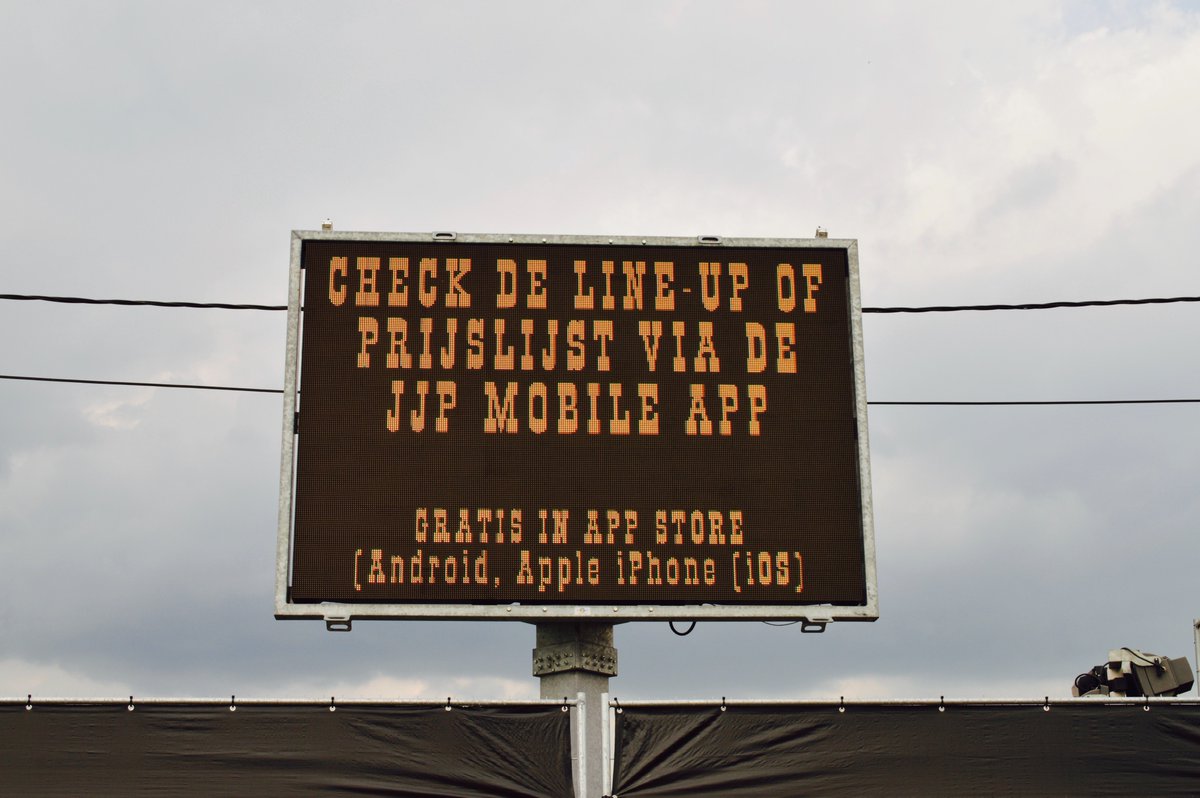 CHECK DE LINE-UP OF
PRIJSLIJST VIA DE
JJP MOBILE APP
GRATIS IN APP STORE
(Android, Apple iPhone (iOS)